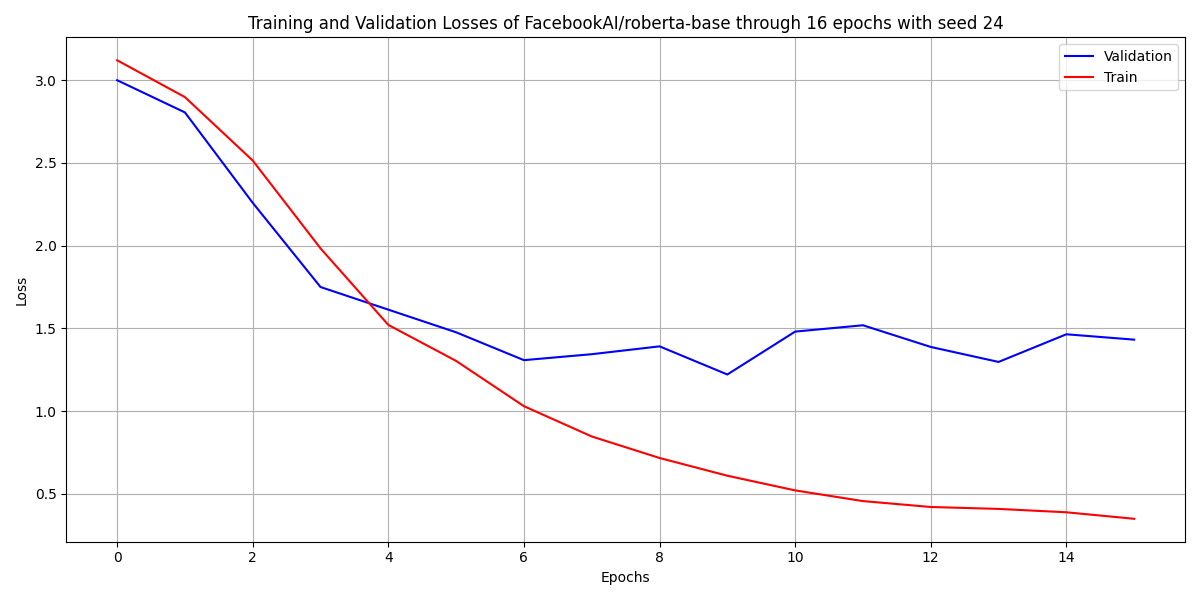 Training and Validation Losses of FacebookAI/roberta-base through 16 epochs with seed 24
Validation
Train
3.0
2.5
2.0
1.5
1.0
0.5
Loss
0 2 4 6 8 10 12 14
Epochs